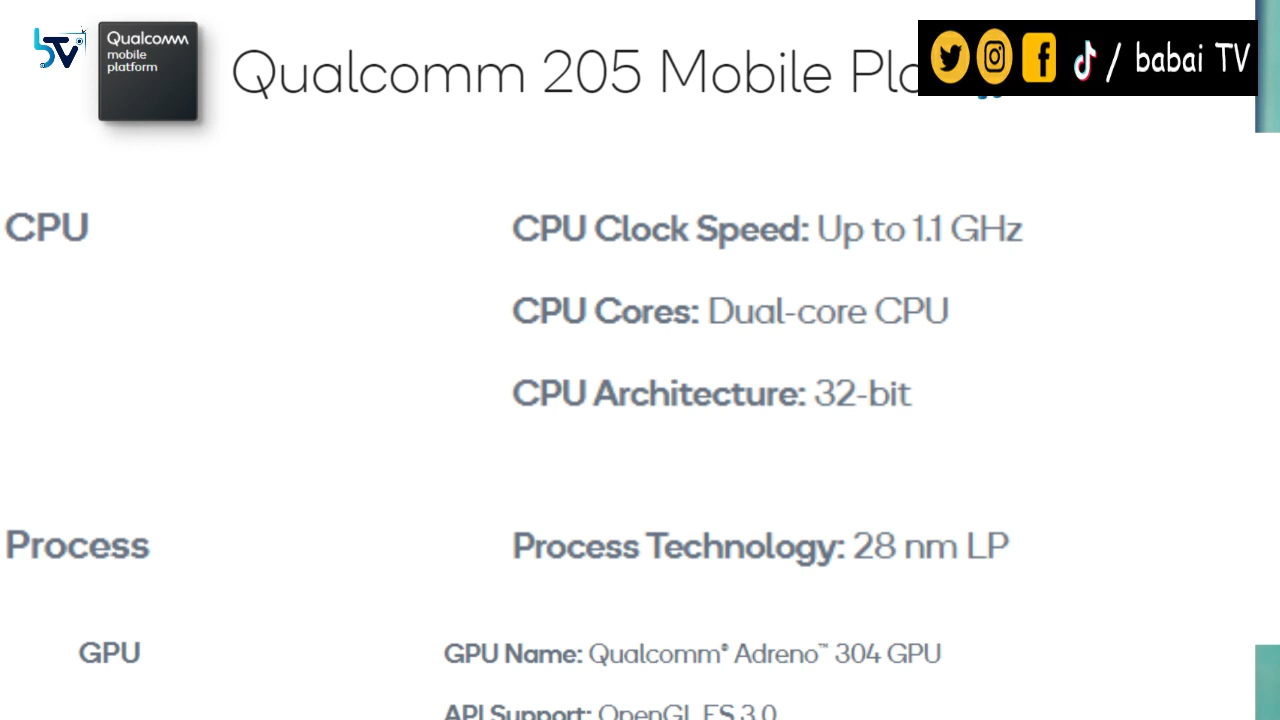 bTV
Qualcomm
mobile
platform
Qualcomm 205 Mobile
/ babai TV
CPU
CPU Clock Speed: Up to 1.1 GHz
CPU Cores: Dual-core CPU
CPU Architecture: 32-bit
Process
Process Technology: 28 nm LP
GPU
GPU Name: Qualcomm® Adreno™ 304 GPU
API Support: OpenGL ES 3.0